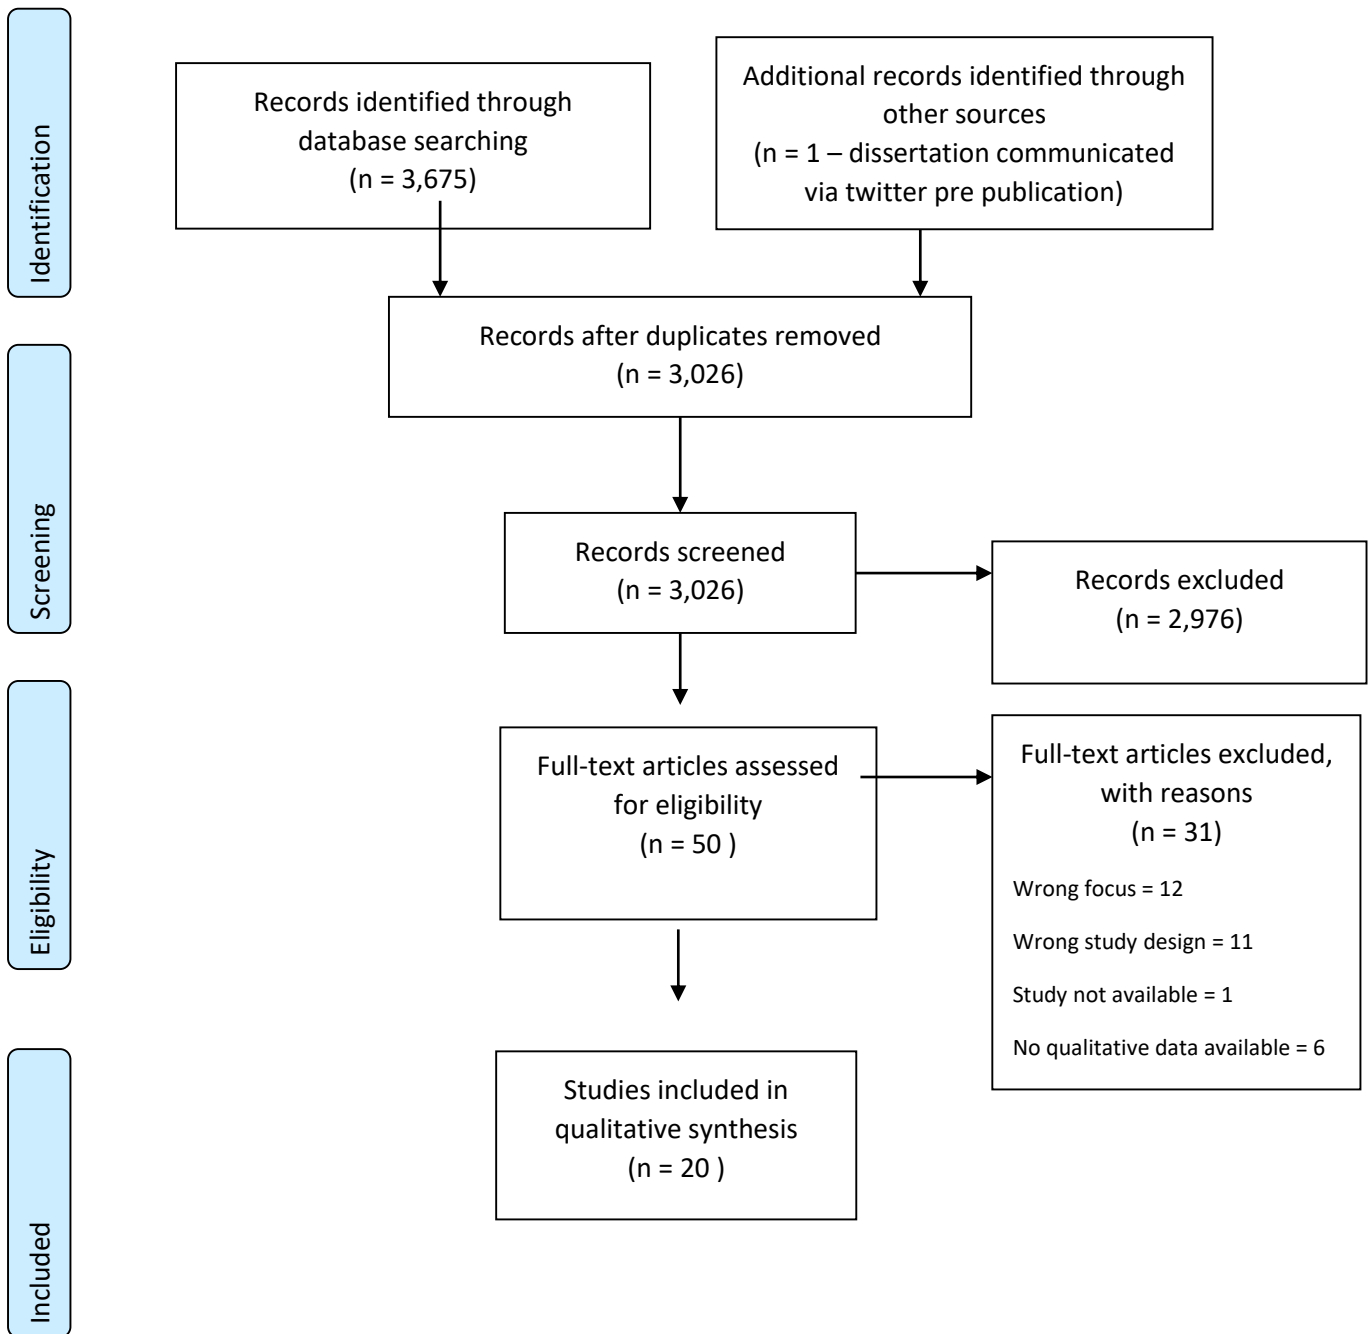 Identification
Records identified through
database searching
(n = 3,675)
Additional records identified through
other sources
(n = 1 – dissertation communicated
via twitter pre publication)
Records after duplicates removed
(n = 3,026)
Screening
Records screened
(n = 3,026)
Records excluded
(n = 2,976)
Eligibility
Full-text articles assessed
for eligibility
(n = 50 )
Full-text articles excluded,
with reasons
(n = 31)
Wrong focus = 12
Wrong study design = 11
Study not available = 1
No qualitative data available = 6
Included
Studies included in
qualitative synthesis
(n = 20 )